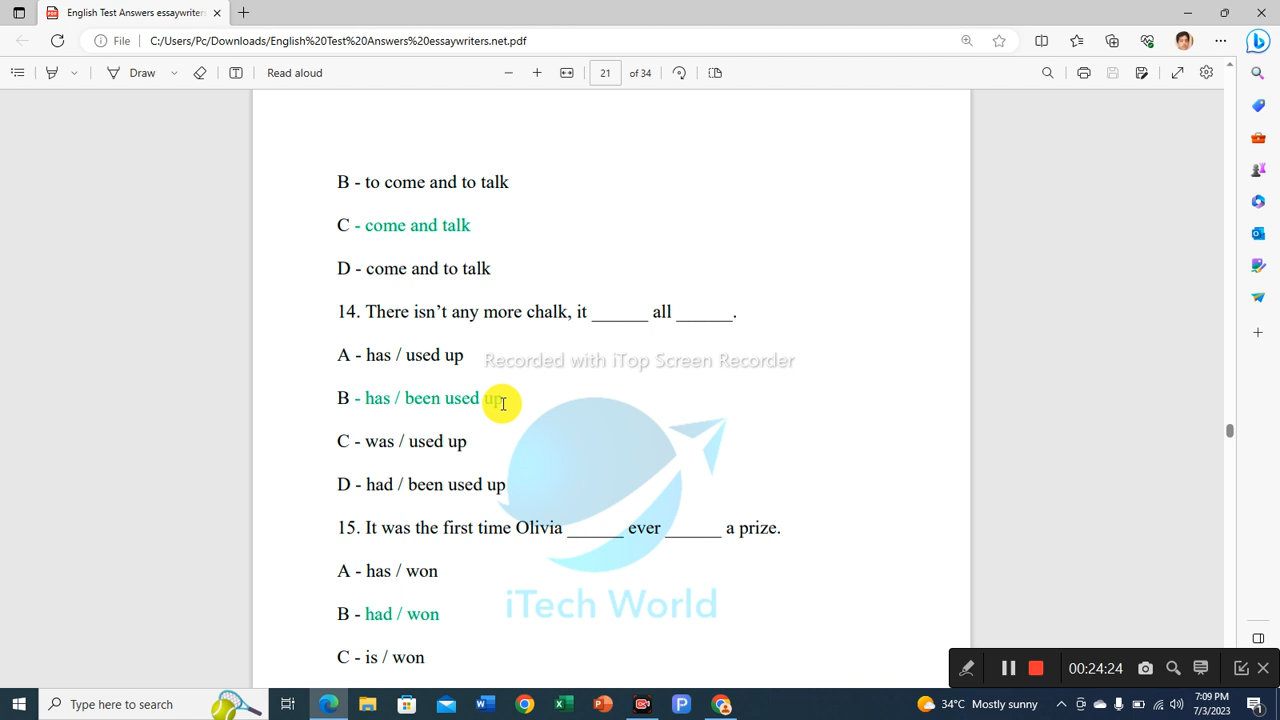 English Test Answers essaywriter
File
C:/Users/Pc/Downloads/English%20Test%20Answers%20essaywriters.net.pdf
Draw
Read aloud
21
of 34
B - to come and to talk
C - come and talk
D - come and to talk
14. There isn’t any more chalk, it ______ all ______.
A - has / used up
Recorded with iTop Screen Recorder
B - has / been used up
C - was / used up
D - had / been used up
15. It was the first time Olivia ______ ever ______ a prize.
A - has / won
iTech World
B - had / won
C - is / won
00:24:24
Type here to search
34°C Mostly sunny
7:09 PM
7/3/2023